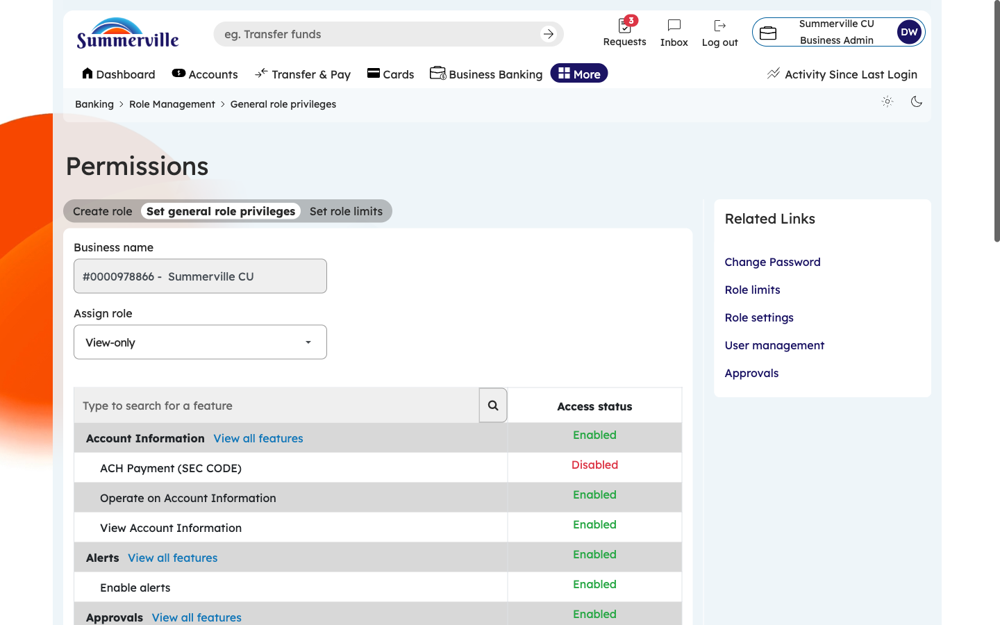 Summerville
eg. Transfer funds
3
Requests
Inbox
Log out
Summerville CU
Business Admin
DW
Dashboard
Accounts
Transfer & Pay
Cards
$
Business Banking
More
Activity Since Last Login
Banking > Role Management > General role privileges
Permissions
Create role
Set general role privileges
Set role limits
Business name
#0000978866 - Summerville CU
Assign role
View-only
Type to search for a feature
Access status
Account Information View all features Enabled
ACH Payment (SEC CODE) Disabled
Operate on Account Information Enabled
View Account Information Enabled
Alerts View all features Enabled
Enable alerts Enabled
Approvals View all features Enabled
Related Links
Change Password
Role limits
Role settings
User management
Approvals